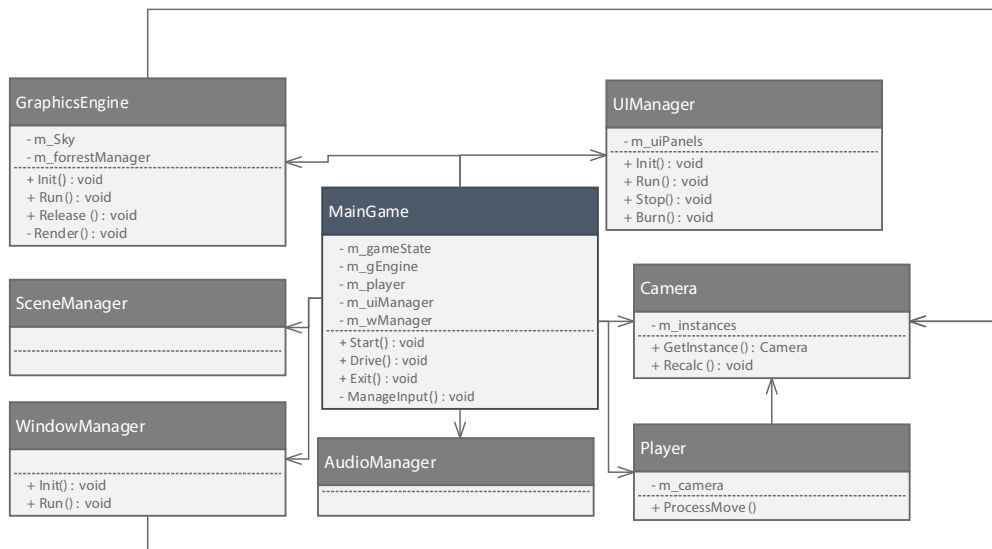 GraphicsEngine
- m_Sky
- m_forrestManager
+ Init() : void
+ Run() : void
+ Release () : void
- Render() : void
UIManager
- m_uiPanels
+ Init() : void
+ Run() : void
+ Stop() : void
+ Burn() : void
MainGame
- m_gameState
- m_gEngine
- m_player
- m_uiManager
- m_wManager
+ Start() : void
+ Drive() : void
+ Exit() : void
- ManageInput() : void
SceneManager
Camera
- m_instances
+ GetInstance() : Camera
+ Recalc () : void
WindowManager
+ Init() : void
+ Run() : void
AudioManager
Player
- m_camera
+ ProcessMove ()